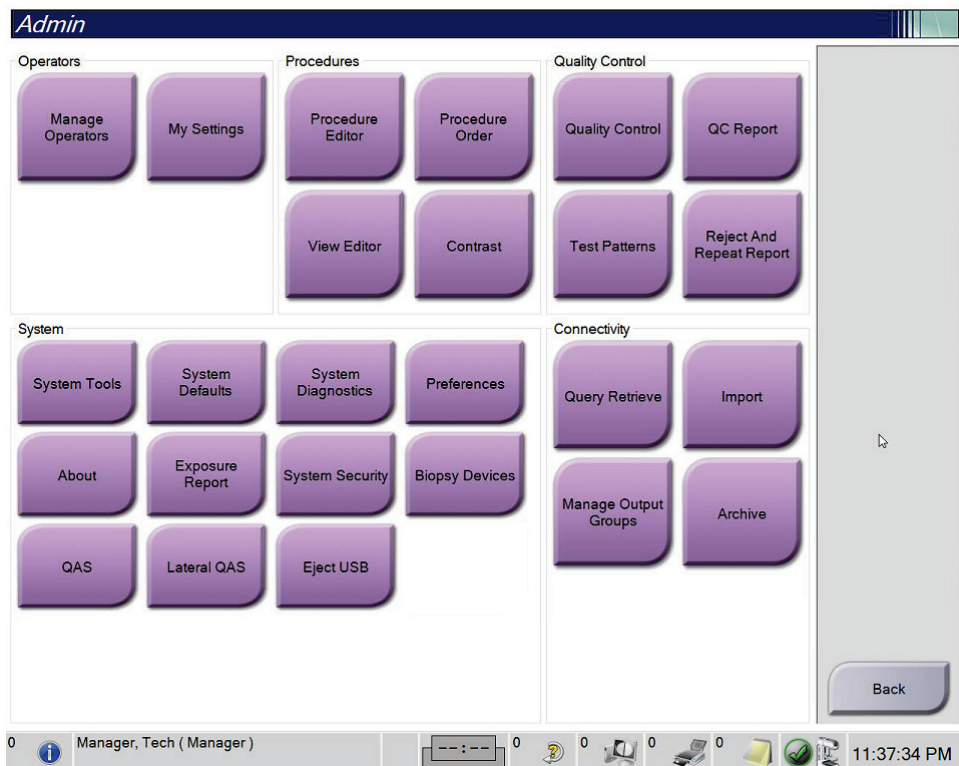 Admin
Operators
Manage
Operators
My Settings
Procedures
Procedure
Editor
Procedure
Order
View Editor
Contrast
Quality Control
Quality Control
QC Report
Test Patterns
Reject And
Repeat Report
System
System Tools
System
Defaults
System
Diagnostics
Preferences
About
Exposure
Report
System Security
Biopsy Devices
QAS
Lateral QAS
Eject USB
Connectivity
Query Retrieve
Import
Manage Output
Groups
Archive
Back
0
Manager, Tech ( Manager )
--:--
0
0
0
0
11:37:34 PM